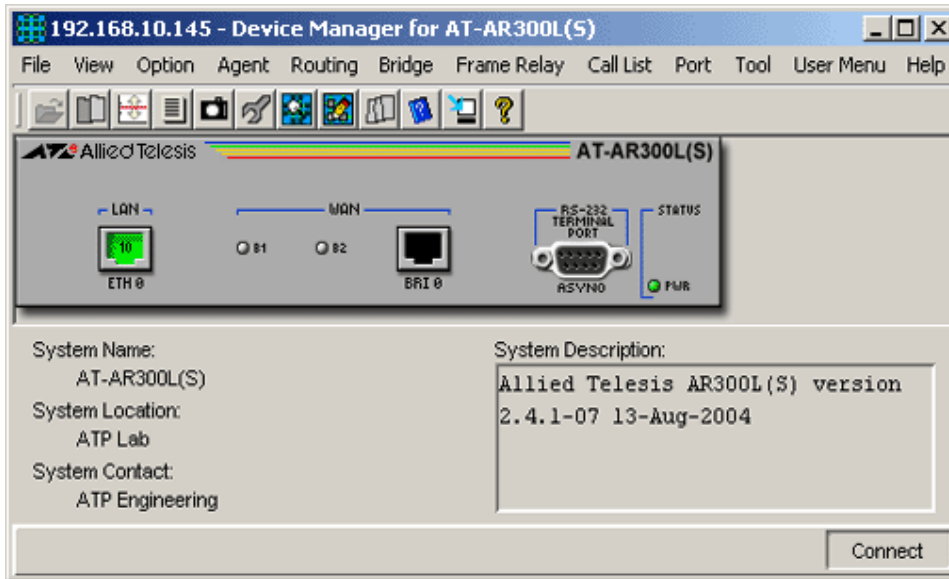 192.168.10.145 - Device Manager for AT-AR300L(S)
File View Option Agent Routing Bridge Frame Relay Call List Port Tool User Menu Help
Allied Telesis AT-AR300L(S)
LAN WAN RS-232 TERMINAL PORT STATUS
10 B1 B2
ETH 0 BRI 0 ASYN0 PWR
System Name:
AT-AR300L(S)
System Location:
ATP Lab
System Contact:
ATP Engineering
System Description:
Allied Telesis AR300L(S) version
2.4.1-07 13-Aug-2004
Connect